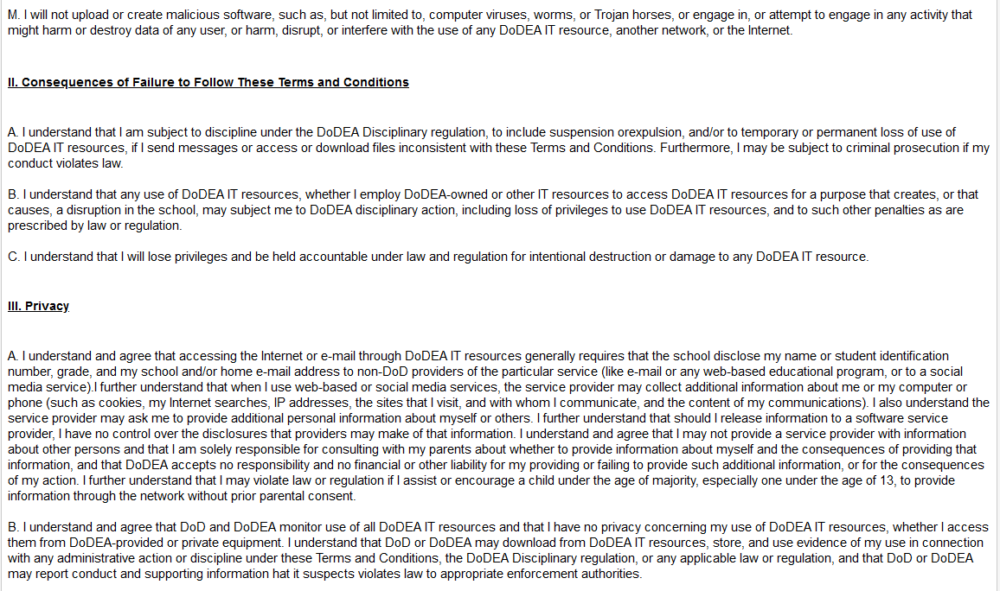 M. I will not upload or create malicious software, such as, but not limited to, computer viruses, worms, or Trojan horses, or engage in, or attempt to engage in any activity that
might harm or destroy data of any user, or harm, disrupt, or interfere with the use of any DoDEA IT resource, another network, or the Internet.
II. Consequences of Failure to Follow These Terms and Conditions
A. I understand that I am subject to discipline under the DoDEA Disciplinary regulation, to include suspension orexpulsion, and/or to temporary or permanent loss of use of
DoDEA IT resources, if I send messages or access or download files inconsistent with these Terms and Conditions. Furthermore, I may be subject to criminal prosecution if my
conduct violates law.
B. I understand that any use of DoDEA IT resources, whether I employ DoDEA-owned or other IT resources to access DoDEA IT resources for a purpose that creates, or that
causes, a disruption in the school, may subject me to DoDEA disciplinary action, including loss of privileges to use DoDEA IT resources, and to such other penalties as are
prescribed by law or regulation.
C. I understand that I will lose privileges and be held accountable under law and regulation for intentional destruction or damage to any DoDEA IT resource.
III. Privacy
A. I understand and agree that accessing the Internet or e-mail through DoDEA IT resources generally requires that the school disclose my name or student identification
number, grade, and my school and/or home e-mail address to non-DoD providers of the particular service (like e-mail or any web-based educational program, or to a social
media service).I further understand that when I use web-based or social media services, the service provider may collect additional information about me or my computer or
phone (such as cookies, my Internet searches, IP addresses, the sites that I visit, and with whom I communicate, and the content of my communications). I also understand the
service provider may ask me to provide additional personal information about myself or others. I further understand that should I release information to a software service
provider, I have no control over the disclosures that providers may make of that information. I understand and agree that I may not provide a service provider with information
about other persons and that I am solely responsible for consulting with my parents about whether to provide information about myself and the consequences of providing that
information, and that DoDEA accepts no responsibility and no financial or other liability for my providing or failing to provide such additional information, or for the consequences
of my action. I further understand that I may violate law or regulation if I assist or encourage a child under the age of majority, especially one under the age of 13, to provide
information through the network without prior parental consent.
B. I understand and agree that DoD and DoDEA monitor use of all DoDEA IT resources and that I have no privacy concerning my use of DoDEA IT resources, whether I access
them from DoDEA-provided or private equipment. I understand that DoD or DoDEA may download from DoDEA IT resources, store, and use evidence of my use in connection
with any administrative action or discipline under these Terms and Conditions, the DoDEA Disciplinary regulation, or any applicable law or regulation, and that DoD or DoDEA
may report conduct and supporting information hat it suspects violates law to appropriate enforcement authorities.